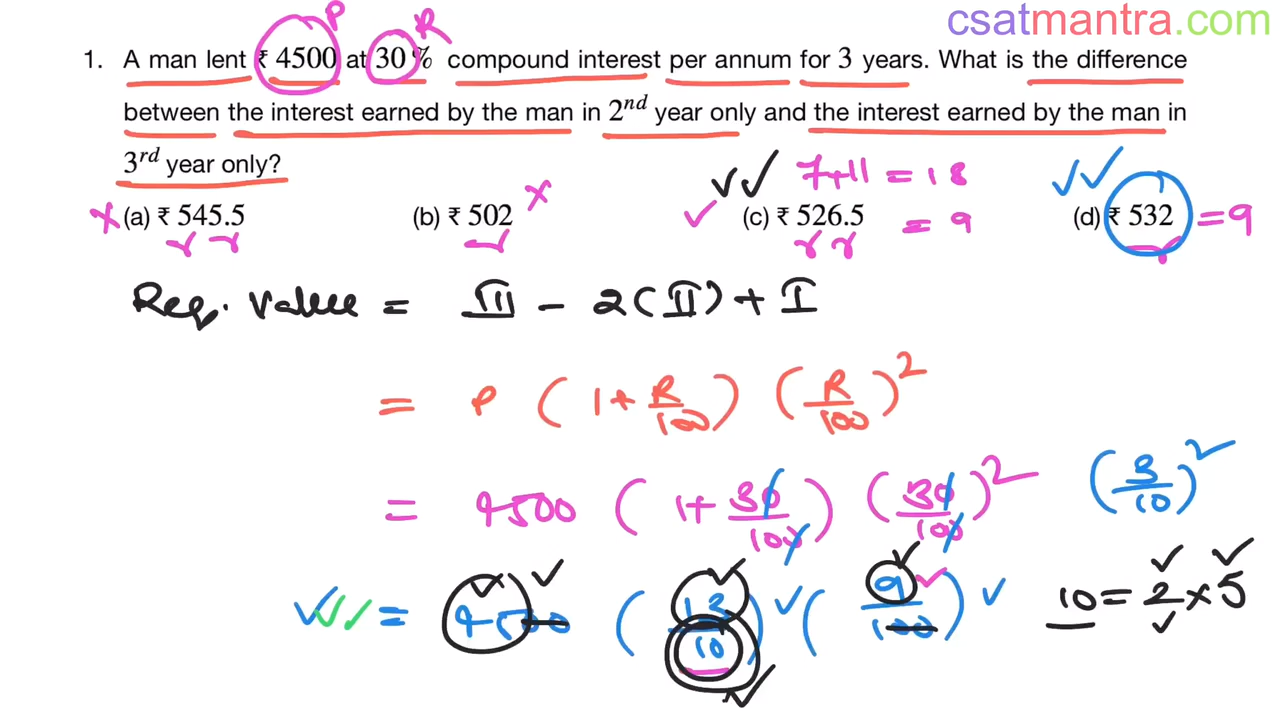 csatmantra.com
P R
1. A man lent ₹ 4500 at 30% compound interest per annum for 3 years. What is the difference
between the interest earned by the man in 2nd year only and the interest earned by the man in
3rd year only?
7+11 = 18
(a) ₹ 545.5 (b) ₹ 502 (c) ₹ 526.5 = 9 (d) ₹ 532 = 9
Req. Value = III - 2(II) + I
= P (1 + R/100) (R/100)²
= 4500 (1 + 30/100) (30/100)² (3/10)²
= 4500 (13/10) (9/100) 10 = 2 × 5